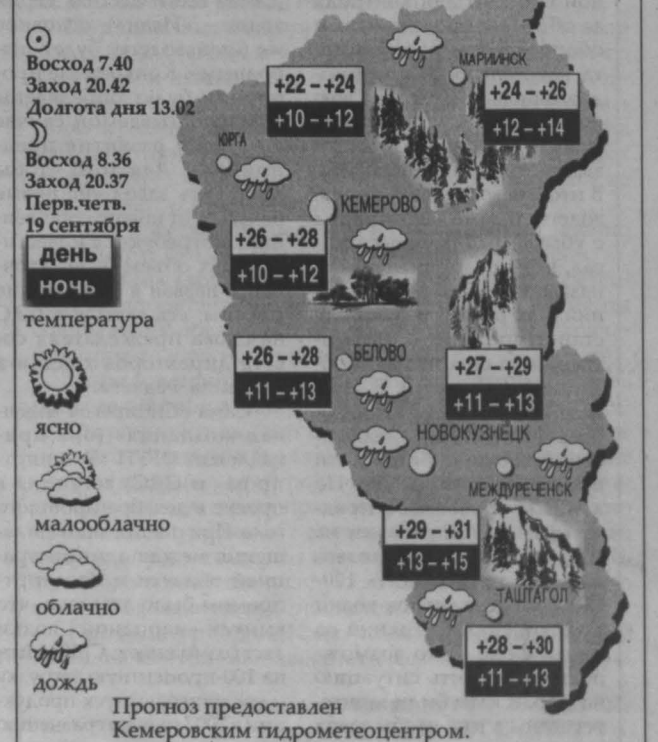 Восход 7.40
Заход 20.42
Долгота дня 13.02
Восход 8.36
Заход 20.37
Перв.четв.
19 сентября
день
ночь
температура
ясно
малооблачно
облачно
дождь
МАРИИНСК
+22 – +24
+10 – +12
+24 – +26
+12 – +14
ЮРГА
КЕМЕРОВО
+26 – +28
+10 – +12
+26 – +28
+11 – +13
БЕЛОВО
+27 – +29
+11 – +13
НОВОКУЗНЕЦК
МЕЖДУРЕЧЕНСК
+29 – +31
+13 – +15
ТАШТАГОЛ
+28 – +30
+11 – +13
Прогноз предоставлен
Кемеровским гидрометеоцентром.